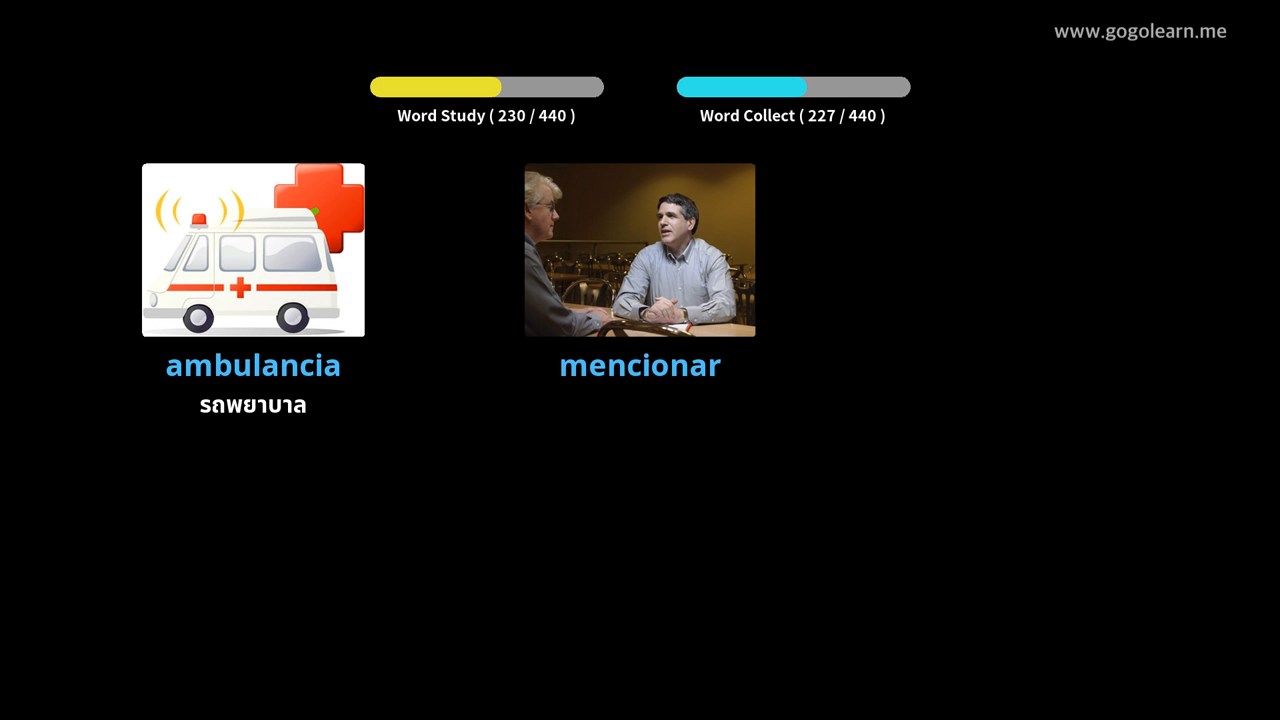 www.gogolearn.me
Word Study ( 230 / 440 )
Word Collect ( 227 / 440 )
ambulancia
รถพยาบาล
mencionar